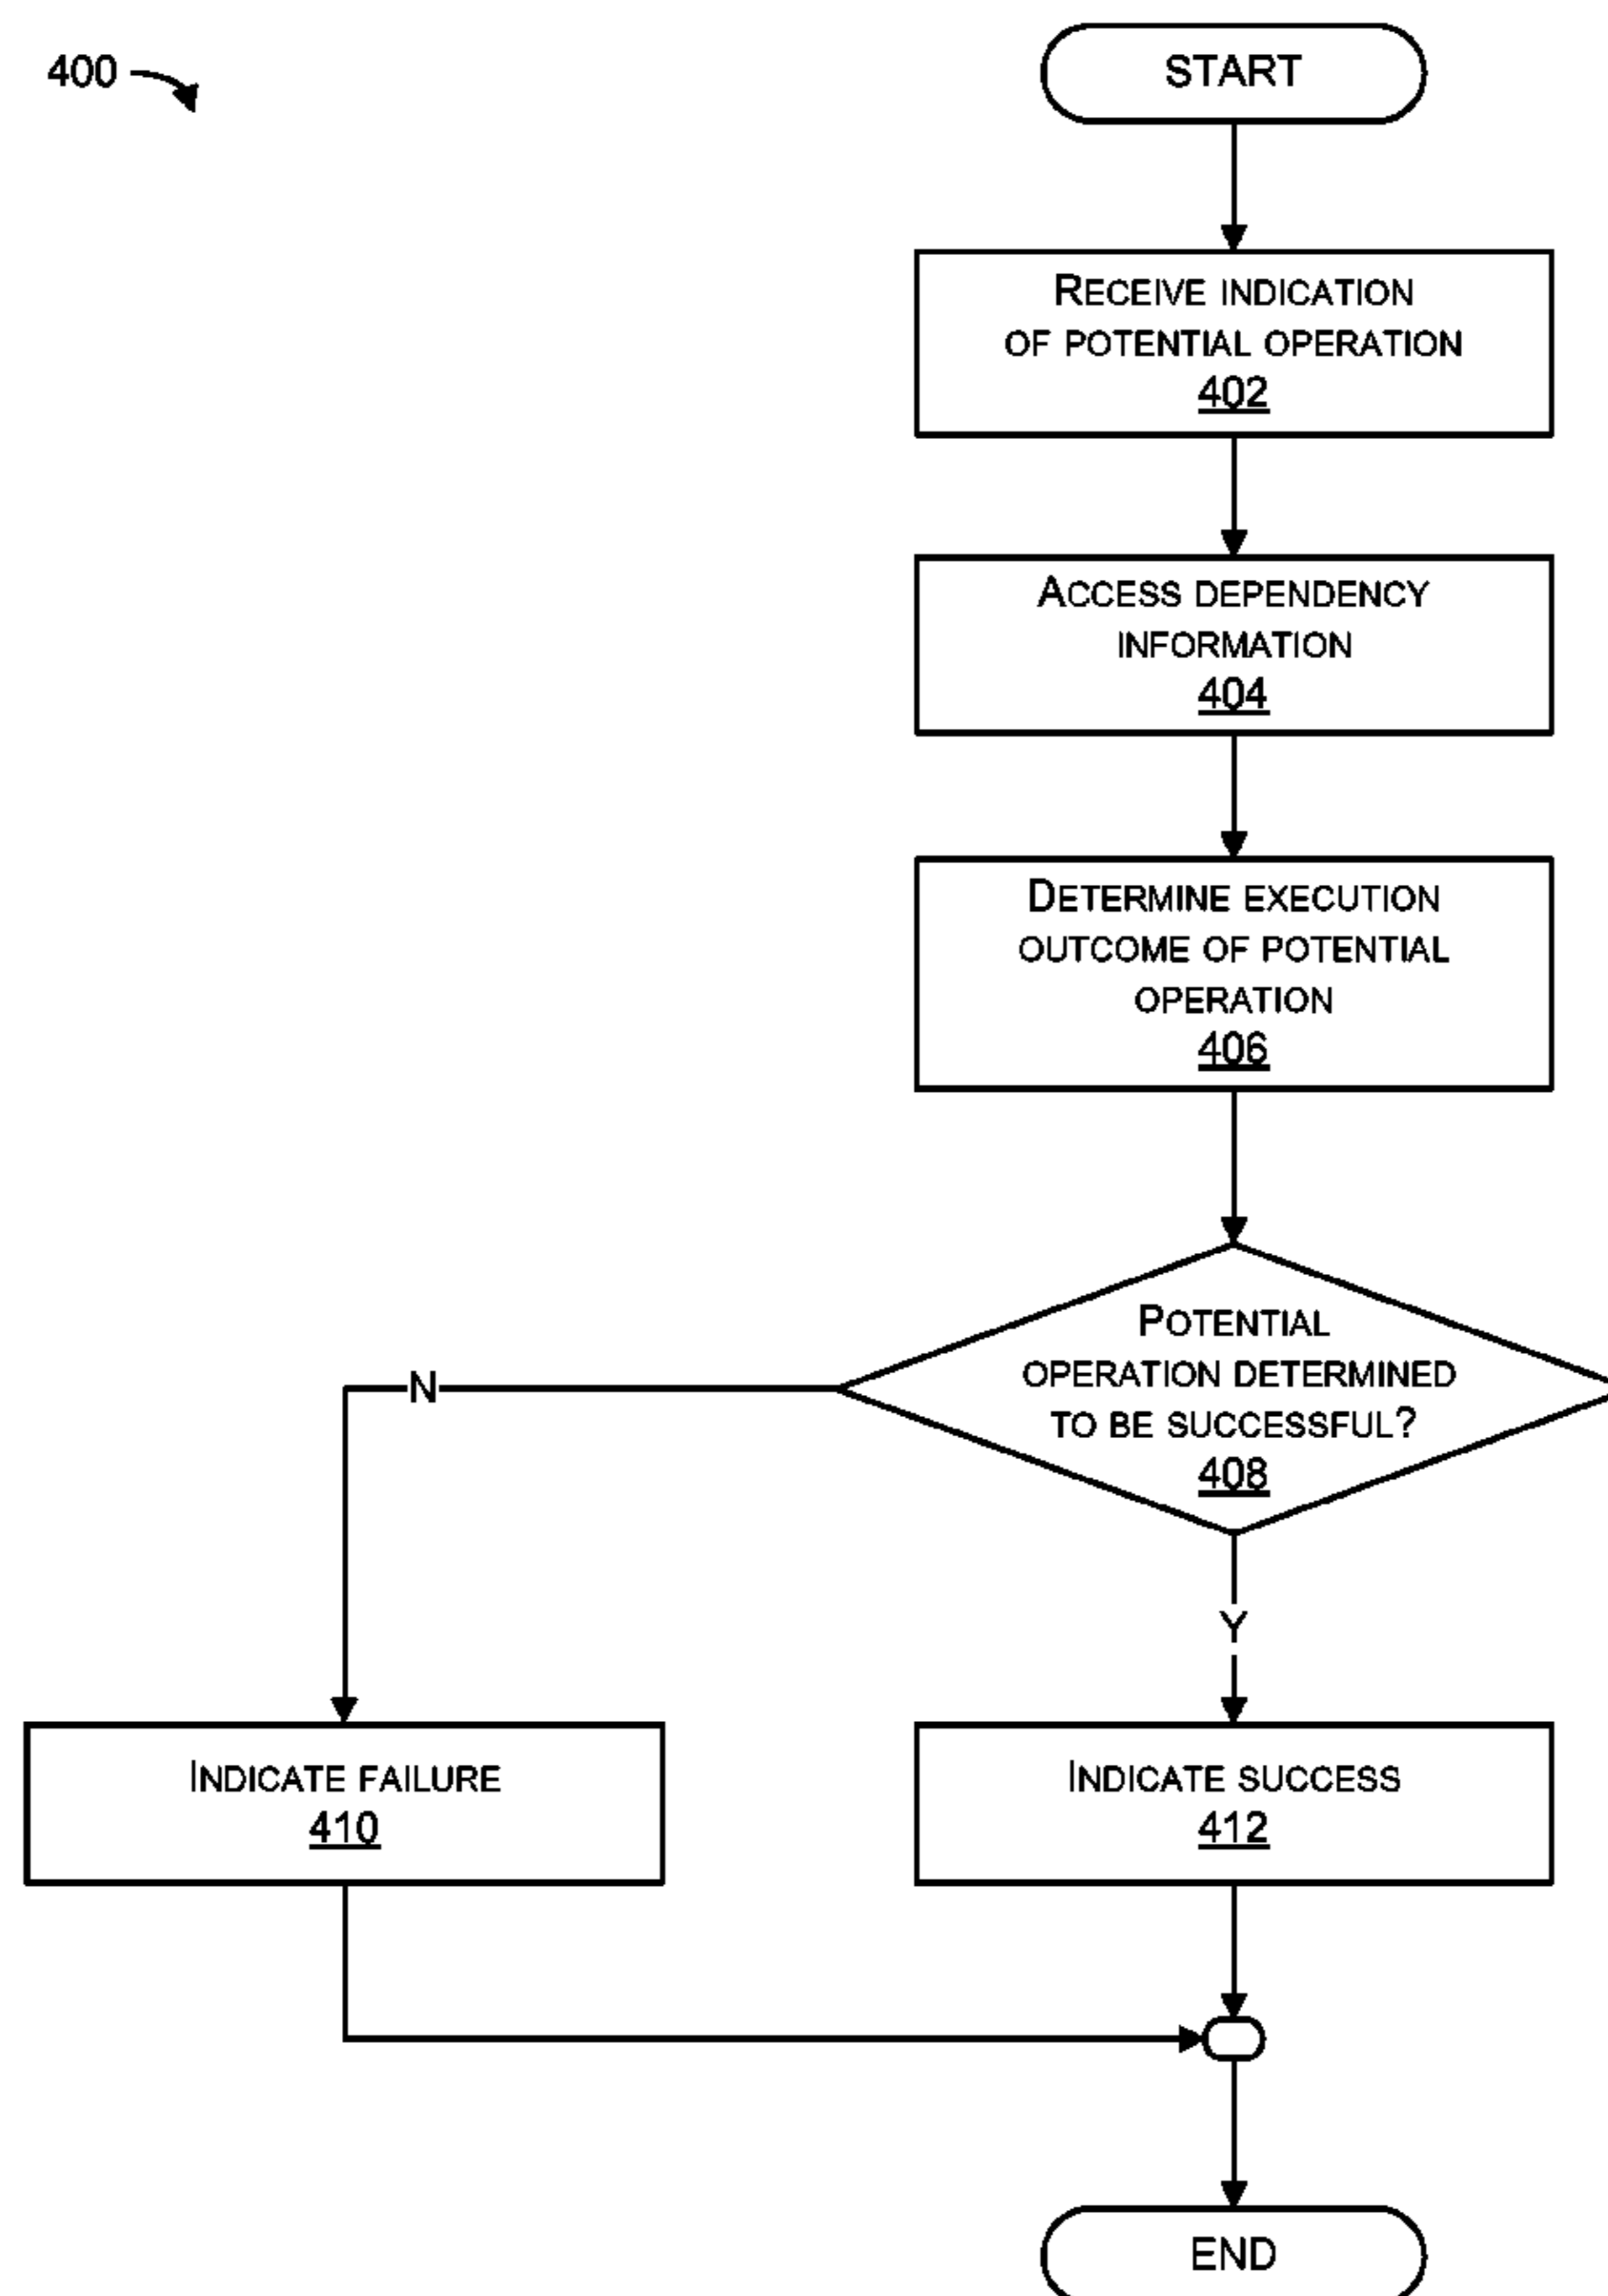 400
START
RECEIVE INDICATION
OF POTENTIAL OPERATION
402
ACCESS DEPENDENCY
INFORMATION
404
DETERMINE EXECUTION
OUTCOME OF POTENTIAL
OPERATION
406
POTENTIAL
OPERATION DETERMINED
TO BE SUCCESSFUL?
408
N
Y
INDICATE FAILURE
410
INDICATE SUCCESS
412
END